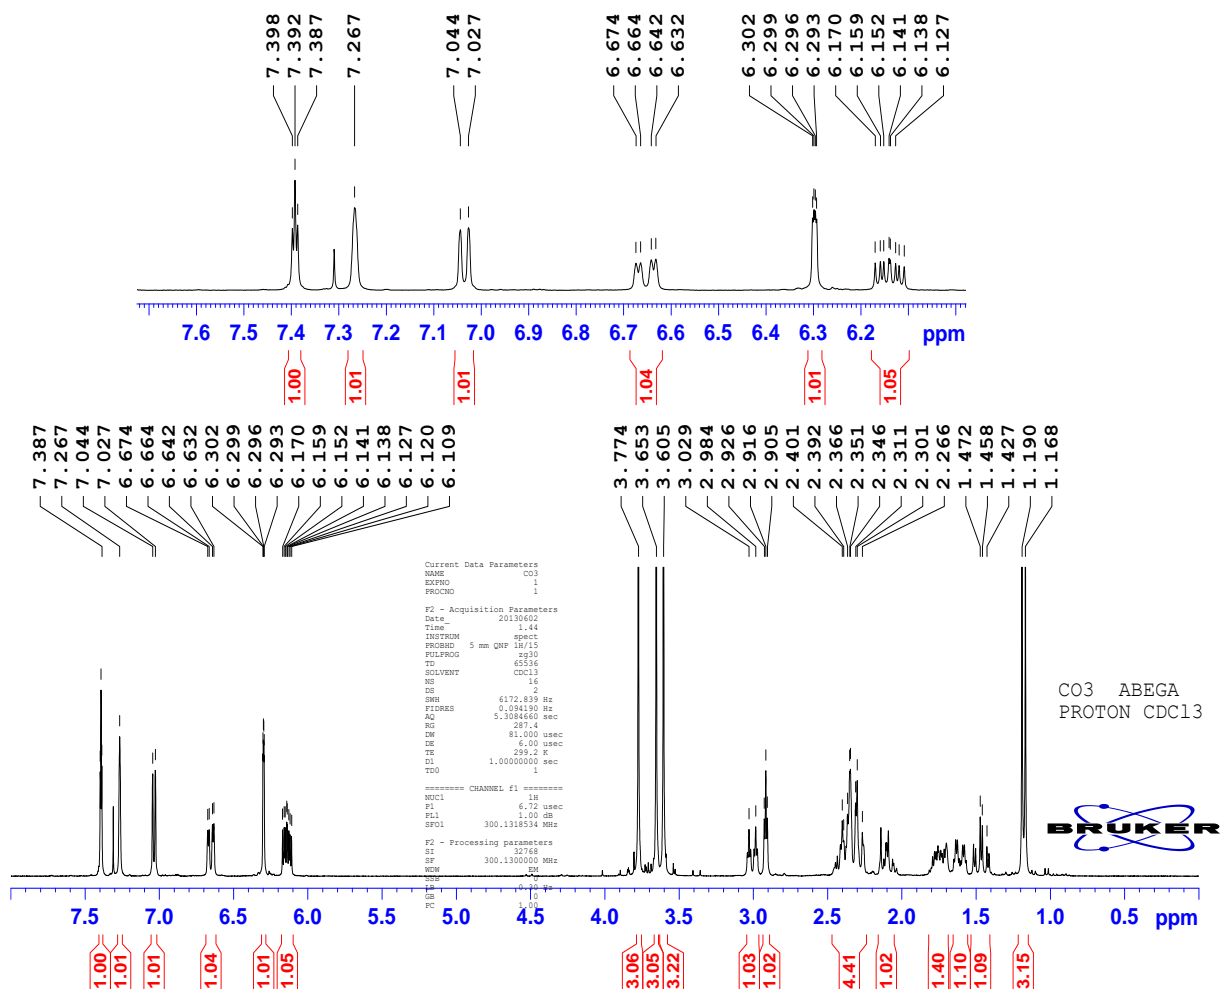 7.398 7.392 7.387 7.267 7.044 7.027 6.674 6.664 6.642 6.632 6.302 6.299 6.296 6.293 6.170 6.159 6.152 6.141 6.138 6.127
7.6 7.5 7.4 7.3 7.2 7.1 7.0 6.9 6.8 6.7 6.6 6.5 6.4 6.3 6.2 ppm
1.00 1.01 1.01 1.04 1.01 1.05
7.387 7.267 7.044 7.027 6.674 6.664 6.642 6.632 6.302 6.299 6.296 6.293 6.170 6.159 6.152 6.141 6.138 6.127 6.120 6.109 3.774 3.653 3.605 3.029 2.984 2.926 2.916 2.905 2.401 2.392 2.366 2.351 2.346 2.311 2.301 2.266 1.472 1.458 1.427 1.190 1.168
Current Data Parameters
NAME CO3
EXPNO 1
PROCNO 1
F2 - Acquisition Parameters
Date_ 20130602
Time 1.44
INSTRUM spect
PROBHD 5 mm QNP 1H/15
PULPROG zg30
TD 65536
SOLVENT CDCl3
NS 16
DS 2
SWH 6172.839 Hz
FIDRES 0.094190 Hz
AQ 5.3084660 sec
RG 287.4
DW 81.000 usec
DE 6.00 usec
TE 299.2 K
D1 1.00000000 sec
TD0 1
======== CHANNEL f1 ========
NUC1 1H
P1 6.72 usec
PL1 1.00 dB
SFO1 300.1318534 MHz
F2 - Processing parameters
SI 32768
SF 300.1300000 MHz
WDW EM
SSB 0
LB 0.30 Hz
GB 0
PC 1.00
CO3 ABEGA
PROTON CDCl3
BRUKER
7.5 7.0 6.5 6.0 5.5 5.0 4.5 4.0 3.5 3.0 2.5 2.0 1.5 1.0 0.5 ppm
1.00 1.01 1.01 1.04 1.01 1.05 3.06 3.05 3.22 1.03 1.02 4.41 1.02 1.40 1.10 1.09 3.15